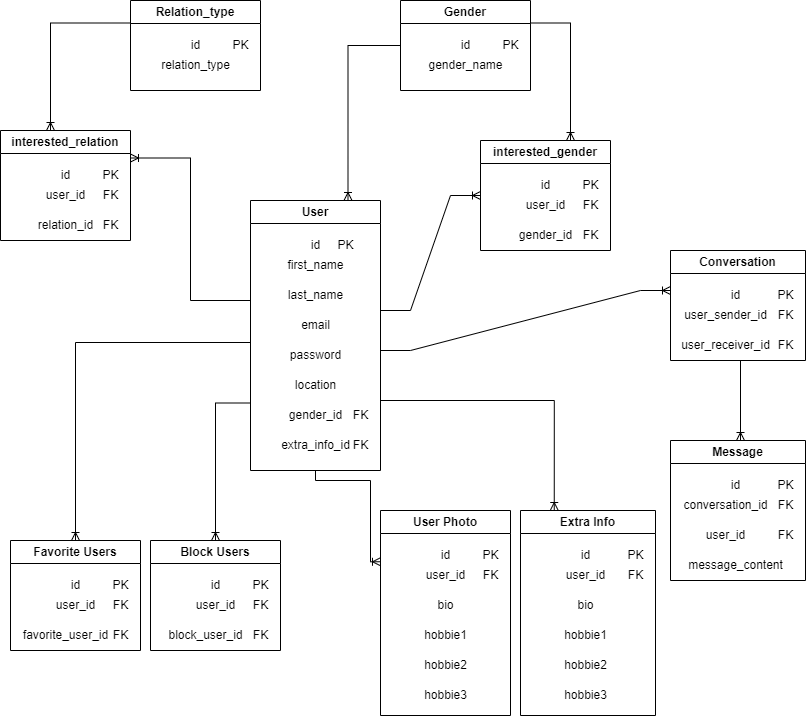 Relation_type
id PK
relation_type
Gender
id PK
gender_name
interested_relation
id PK
user_id FK
relation_id FK
interested_gender
id PK
user_id FK
gender_id FK
User
id PK
first_name
last_name
email
password
location
gender_id FK
extra_info_id FK
Conversation
id PK
user_sender_id FK
user_receiver_id FK
Message
id PK
conversation_id FK
user_id FK
message_content
Favorite Users
id PK
user_id FK
favorite_user_id FK
Block Users
id PK
user_id FK
block_user_id FK
User Photo
id PK
user_id FK
bio
hobbie1
hobbie2
hobbie3
Extra Info
id PK
user_id FK
bio
hobbie1
hobbie2
hobbie3